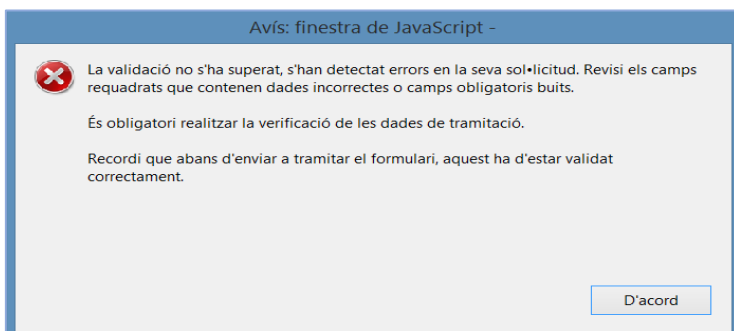 Avís: finestra de JavaScript -
La validació no s'ha superat, s'han detectat errors en la seva sol•licitud. Revisi els camps
requadrats que contenen dades incorrectes o camps obligatoris buits.
És obligatori realitzar la verificació de les dades de tramitació.
Recordi que abans d'enviar a tramitar el formulari, aquest ha d'estar validat
correctament.
D'acord